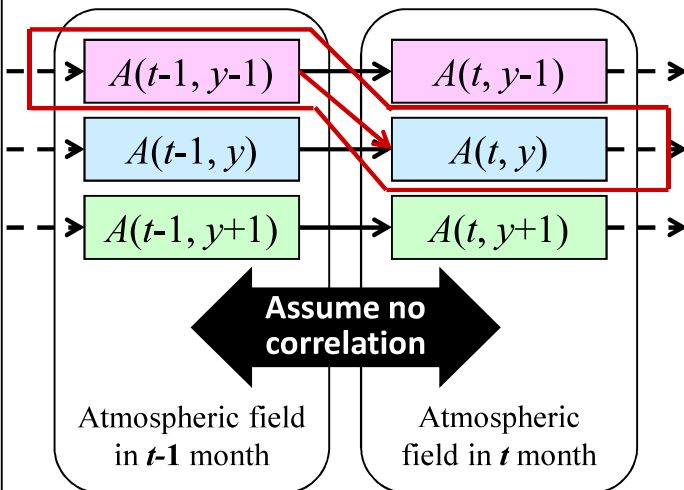 A(t-1, y-1)
A(t, y-1)
A(t-1, y)
A(t, y)
A(t-1, y+1)
A(t, y+1)
Assume no
correlation
Atmospheric field
in t-1 month
Atmospheric
field in t month